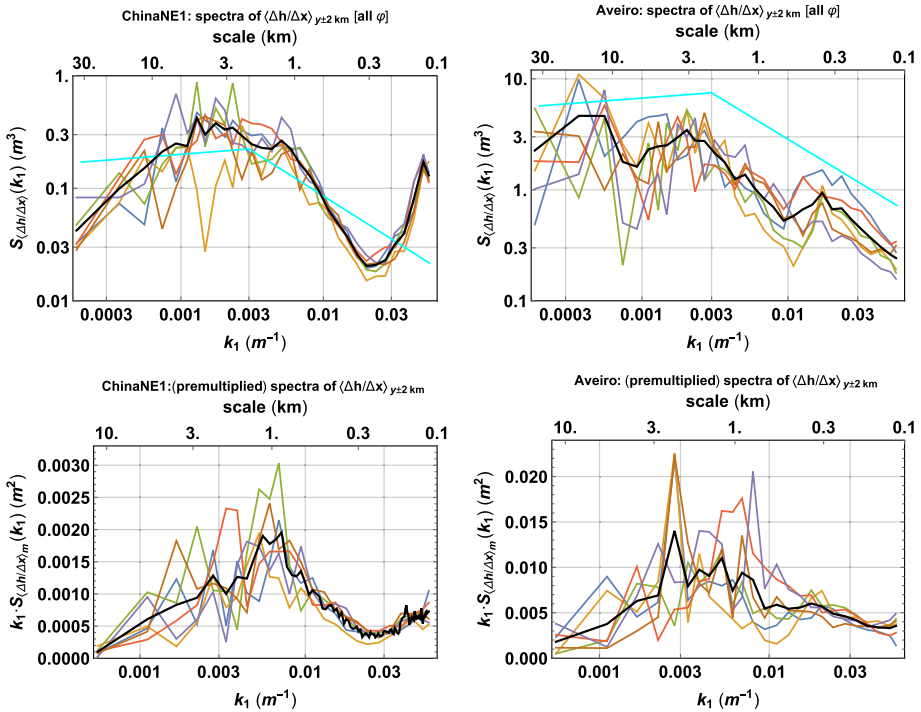 ChinaNE1: spectra of ⟨Δh/Δx⟩ y±2 km [all φ]
scale (km)
30. 10. 3. 1. 0.3 0.1
1.
0.3
0.1
0.03
0.01
S⟨Δh/Δx⟩(k1) (m³)
0.0003 0.001 0.003 0.01 0.03
k1 (m⁻¹)
Aveiro: spectra of ⟨Δh/Δx⟩ y±2 km [all φ]
scale (km)
30. 10. 3. 1. 0.3 0.1
10.
3.
1.
0.3
0.1
S⟨Δh/Δx⟩(k1) (m³)
0.0003 0.001 0.003 0.01 0.03
k1 (m⁻¹)
ChinaNE1:(premultiplied) spectra of ⟨Δh/Δx⟩ y±2 km
scale (km)
10. 3. 1. 0.3 0.1
0.0030
0.0025
0.0020
0.0015
0.0010
0.0005
0.0000
k1·S⟨Δh/Δx⟩m(k1) (m²)
0.001 0.003 0.01 0.03
k1 (m⁻¹)
Aveiro: (premultiplied) spectra of ⟨Δh/Δx⟩ y±2 km
scale (km)
10. 3. 1. 0.3 0.1
0.020
0.015
0.010
0.005
0.000
k1·S⟨Δh/Δx⟩m(k1) (m²)
0.001 0.003 0.01 0.03
k1 (m⁻¹)